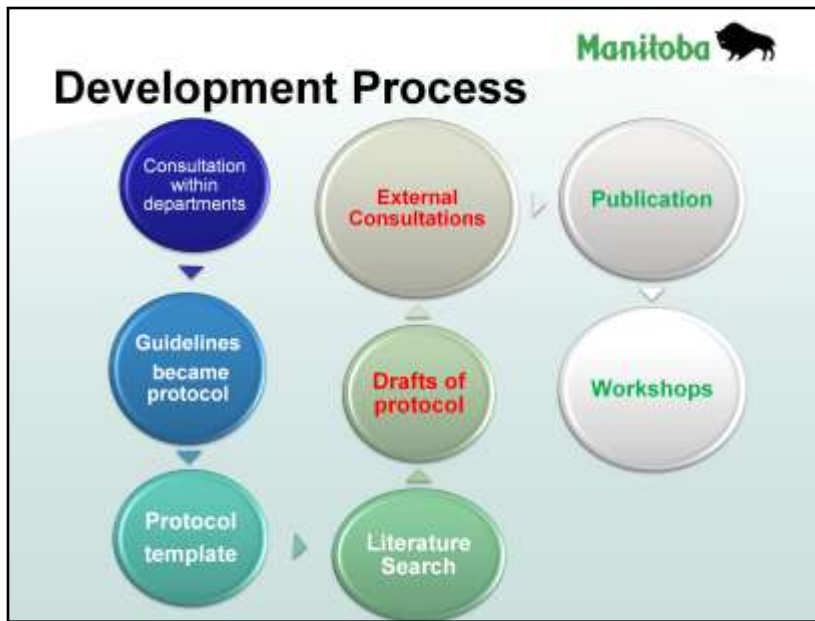 Manitoba
Development Process
Consultation
within
departments
Guidelines
became
protocol
Protocol
template
Literature
Search
Drafts of
protocol
External
Consultations
Publication
Workshops